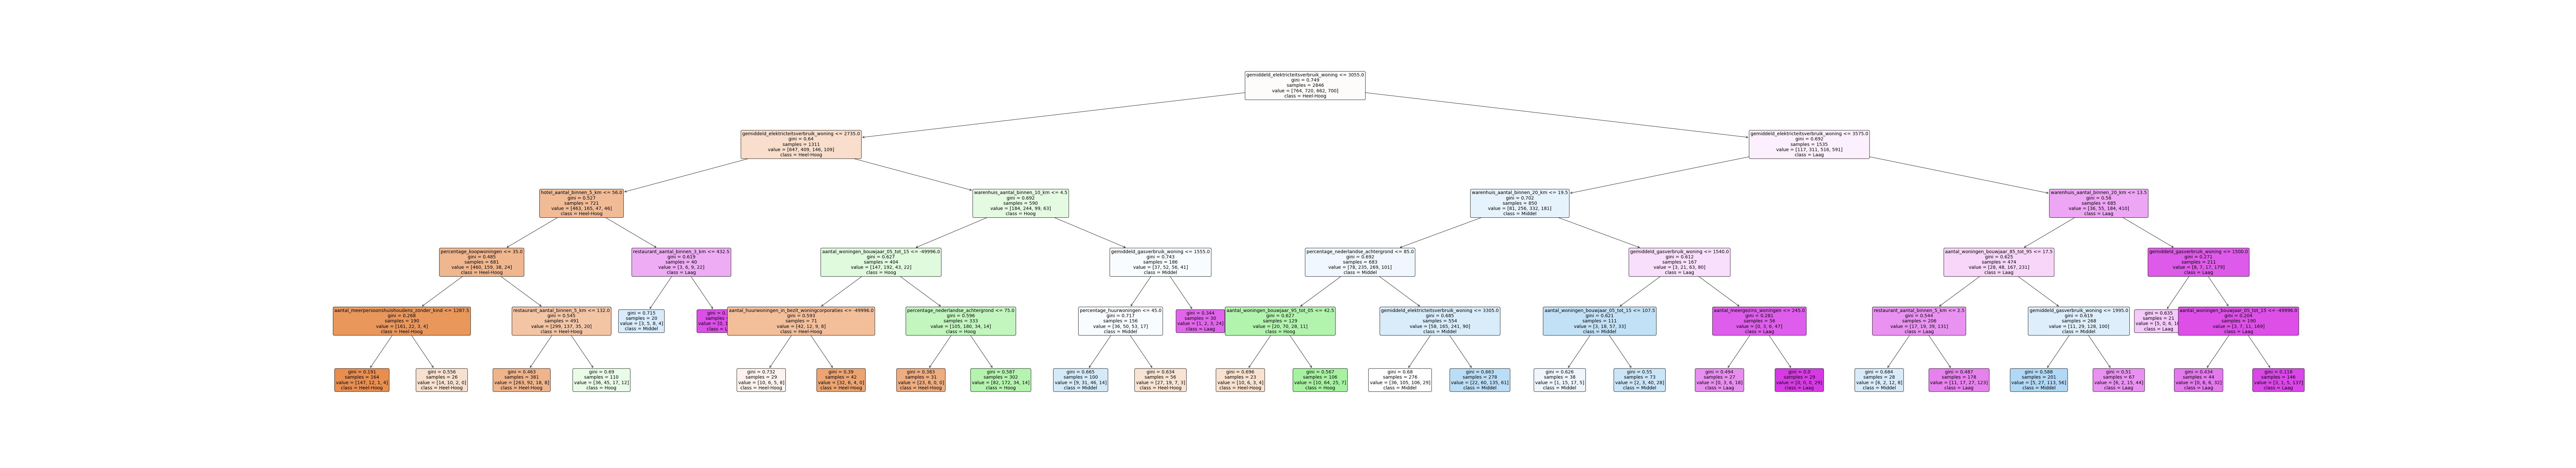 gemiddeld_elektriciteitsverbruik_woning <= 3055.0
gini = 0.749
samples = 2846
value = [764, 720, 662, 700]
class = Heel-Hoog
gemiddeld_elektriciteitsverbruik_woning <= 2735.0
gini = 0.64
samples = 1311
value = [647, 409, 146, 109]
class = Heel-Hoog
gemiddeld_elektriciteitsverbruik_woning <= 3575.0
gini = 0.692
samples = 1535
value = [117, 311, 516, 591]
class = Laag
hotel_aantal_binnen_5_km <= 56.0
gini = 0.527
samples = 721
value = [463, 165, 47, 46]
class = Heel-Hoog
warenhuis_aantal_binnen_10_km <= 4.5
gini = 0.692
samples = 590
value = [184, 244, 99, 63]
class = Hoog
warenhuis_aantal_binnen_20_km <= 19.5
gini = 0.702
samples = 850
value = [81, 256, 332, 181]
class = Middel
warenhuis_aantal_binnen_20_km <= 13.5
gini = 0.56
samples = 685
value = [36, 55, 184, 410]
class = Laag
percentage_koopwoningen <= 35.0
gini = 0.485
samples = 681
value = [460, 159, 38, 24]
class = Heel-Hoog
restaurant_aantal_binnen_3_km <= 432.5
gini = 0.619
samples = 40
value = [3, 6, 9, 22]
class = Laag
aantal_woningen_bouwjaar_05_tot_15 <= -49996.0
gini = 0.627
samples = 404
value = [147, 192, 43, 22]
class = Hoog
gemiddeld_gasverbruik_woning <= 1555.0
gini = 0.743
samples = 186
value = [37, 52, 56, 41]
class = Middel
percentage_nederlandse_achtergrond <= 85.0
gini = 0.692
samples = 683
value = [78, 235, 269, 101]
class = Middel
gemiddeld_gasverbruik_woning <= 1540.0
gini = 0.612
samples = 167
value = [3, 21, 63, 80]
class = Laag
aantal_woningen_bouwjaar_85_tot_95 <= 17.5
gini = 0.625
samples = 474
value = [28, 48, 167, 231]
class = Laag
gemiddeld_gasverbruik_woning <= 1500.0
gini = 0.271
samples = 211
value = [8, 7, 17, 179]
class = Laag
aantal_meerpersoonshuishoudens_zonder_kind <= 1287.5
gini = 0.268
samples = 190
value = [161, 22, 3, 4]
class = Heel-Hoog
restaurant_aantal_binnen_5_km <= 132.0
gini = 0.545
samples = 491
value = [299, 137, 35, 20]
class = Heel-Hoog
gini = 0.715
samples = 20
value = [3, 5, 8, 4]
class = Middel
aantal_huurwoningen_in_bezit_woningcorporaties <= -49996.0
gini = 0.593
samples = 71
value = [42, 12, 9, 8]
class = Heel-Hoog
percentage_nederlandse_achtergrond <= 75.0
gini = 0.596
samples = 333
value = [105, 180, 34, 14]
class = Hoog
percentage_huurwoningen <= 45.0
gini = 0.717
samples = 156
value = [36, 50, 53, 17]
class = Middel
gini = 0.344
samples = 30
value = [1, 2, 3, 24]
class = Laag
aantal_woningen_bouwjaar_95_tot_05 <= 42.5
gini = 0.627
samples = 129
value = [20, 70, 28, 11]
class = Hoog
gemiddeld_elektriciteitsverbruik_woning <= 3305.0
gini = 0.685
samples = 554
value = [58, 165, 241, 90]
class = Middel
aantal_woningen_bouwjaar_05_tot_15 <= 107.5
gini = 0.621
samples = 111
value = [3, 18, 57, 33]
class = Middel
aantal_meergezins_woningen <= 245.0
gini = 0.281
samples = 56
value = [0, 3, 6, 47]
class = Laag
restaurant_aantal_binnen_5_km <= 2.5
gini = 0.544
samples = 206
value = [17, 19, 39, 131]
class = Laag
gemiddeld_gasverbruik_woning <= 1995.0
gini = 0.619
samples = 268
value = [11, 29, 128, 100]
class = Middel
gini = 0.635
samples = 21
class = Laag
aantal_woningen_bouwjaar_05_tot_15 <= -49996.0
gini = 0.204
samples = 190
value = [3, 7, 11, 169]
class = Laag
gini = 0.191
samples = 164
value = [147, 12, 1, 4]
class = Heel-Hoog
gini = 0.556
samples = 26
value = [14, 10, 2, 0]
class = Heel-Hoog
gini = 0.463
samples = 381
value = [263, 92, 18, 8]
class = Heel-Hoog
gini = 0.69
samples = 110
value = [36, 45, 17, 12]
class = Hoog
gini = 0.732
samples = 29
value = [10, 6, 5, 8]
class = Heel-Hoog
gini = 0.39
samples = 42
value = [32, 6, 4, 0]
class = Heel-Hoog
gini = 0.383
samples = 31
value = [23, 8, 0, 0]
class = Heel-Hoog
gini = 0.587
samples = 302
value = [82, 172, 34, 14]
class = Hoog
gini = 0.665
samples = 100
value = [9, 31, 46, 14]
class = Middel
gini = 0.634
samples = 56
value = [27, 19, 7, 3]
class = Heel-Hoog
gini = 0.696
samples = 23
value = [10, 6, 3, 4]
class = Heel-Hoog
gini = 0.567
samples = 106
value = [10, 64, 25, 7]
class = Hoog
gini = 0.68
samples = 276
value = [36, 105, 106, 29]
class = Middel
gini = 0.663
samples = 278
value = [22, 60, 135, 61]
class = Middel
gini = 0.626
samples = 38
value = [1, 15, 17, 5]
class = Middel
gini = 0.55
samples = 73
value = [2, 3, 40, 28]
class = Middel
gini = 0.494
samples = 27
value = [0, 3, 6, 18]
class = Laag
gini = 0.0
samples = 29
value = [0, 0, 0, 29]
class = Laag
gini = 0.684
samples = 28
value = [6, 2, 12, 8]
class = Middel
gini = 0.487
samples = 178
value = [11, 17, 27, 123]
class = Laag
gini = 0.588
samples = 201
value = [5, 27, 113, 56]
class = Middel
gini = 0.51
samples = 67
value = [6, 2, 15, 44]
class = Laag
gini = 0.434
samples = 44
value = [0, 6, 6, 32]
class = Laag
gini = 0.118
samples = 146
value = [3, 1, 5, 137]
class = Laag